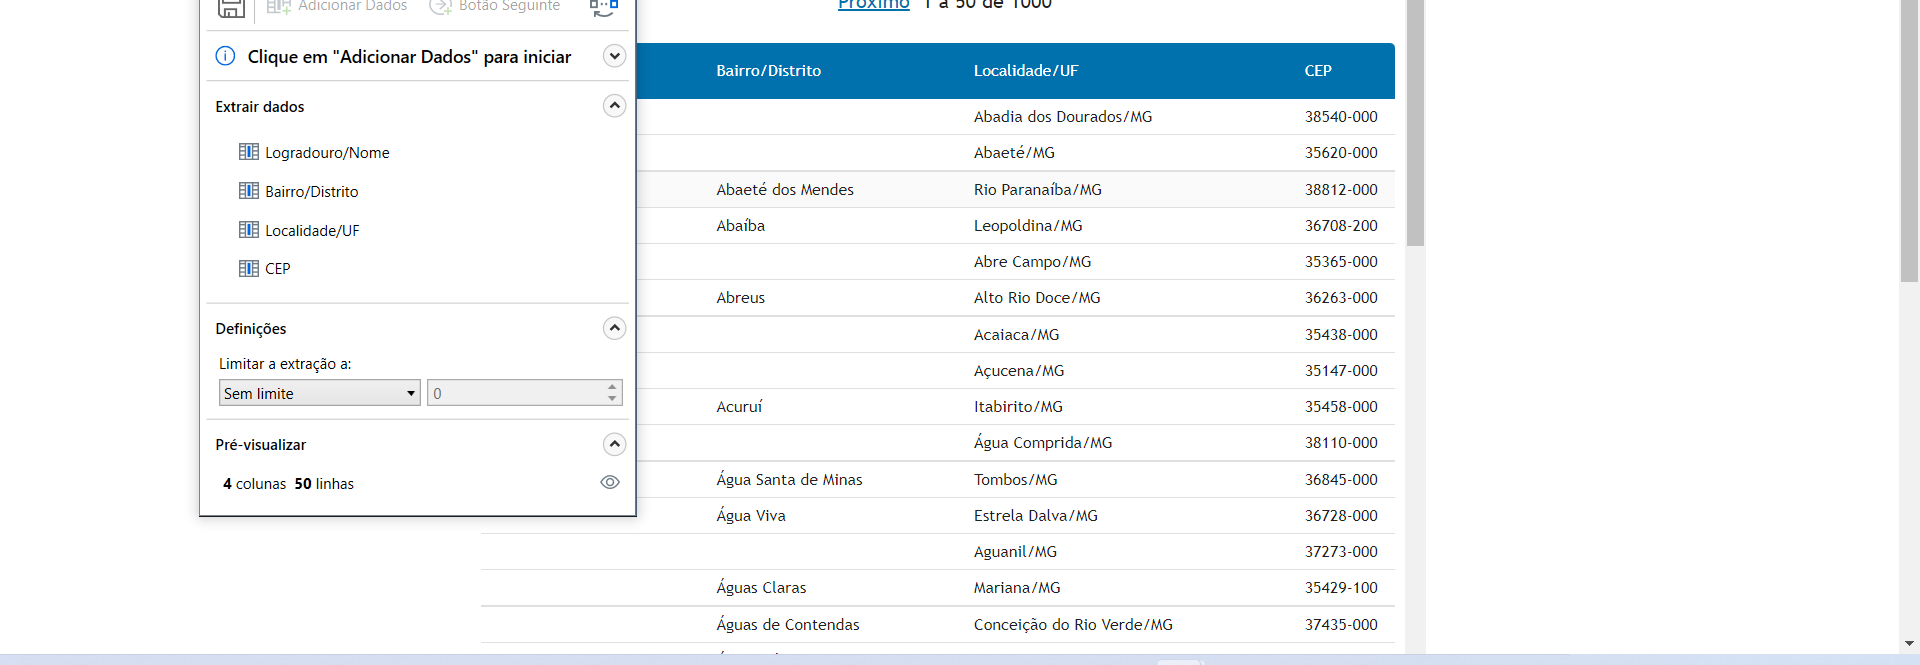 Adicionar Dados Botão Seguinte
Próximo 1 a 50 de 1000
Clique em "Adicionar Dados" para iniciar
Extrair dados
Logradouro/Nome
Bairro/Distrito
Localidade/UF
CEP
Definições
Limitar a extração a:
Sem limite 0
Pré-visualizar
4 colunas 50 linhas
Bairro/Distrito Localidade/UF CEP
Abadia dos Dourados/MG 38540-000
Abaeté/MG 35620-000
Abaeté dos Mendes Rio Paranaíba/MG 38812-000
Abaíba Leopoldina/MG 36708-200
Abre Campo/MG 35365-000
Abreus Alto Rio Doce/MG 36263-000
Acaiaca/MG 35438-000
Açucena/MG 35147-000
Acuruí Itabirito/MG 35458-000
Água Comprida/MG 38110-000
Água Santa de Minas Tombos/MG 36845-000
Água Viva Estrela Dalva/MG 36728-000
Aguanil/MG 37273-000
Águas Claras Mariana/MG 35429-100
Águas de Contendas Conceição do Rio Verde/MG 37435-000